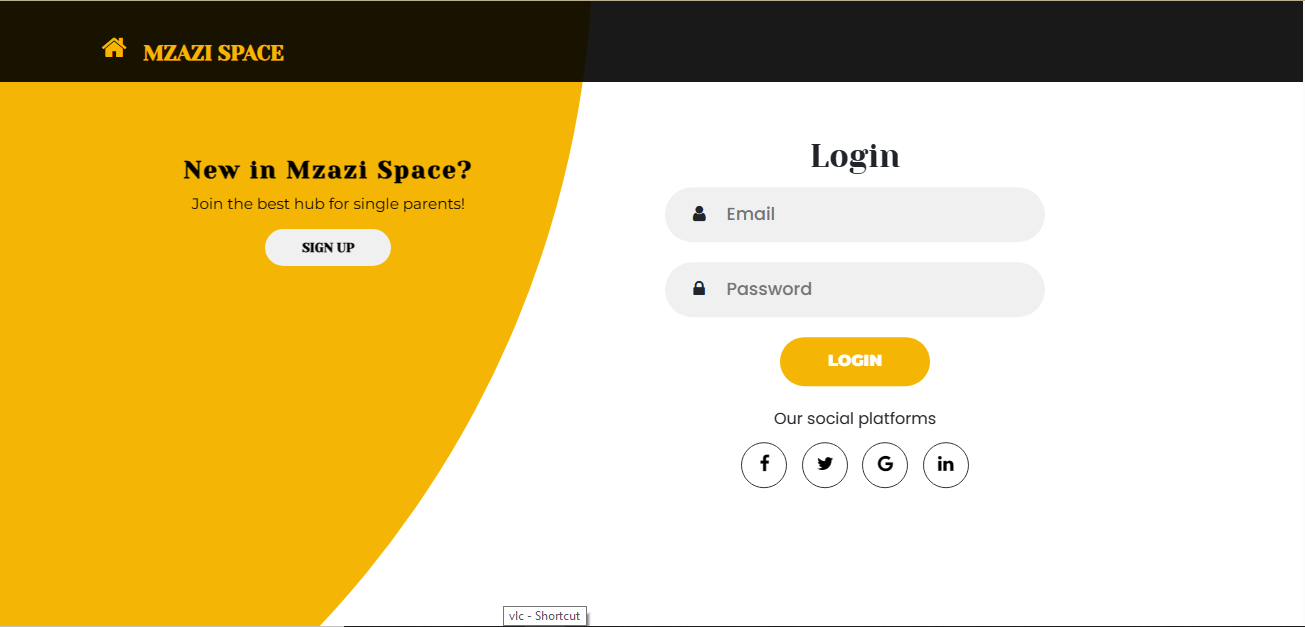 MZAZI SPACE
New in Mzazi Space?
Join the best hub for single parents!
SIGN UP
Login
Email
Password
LOGIN
Our social platforms
vlc - Shortcut